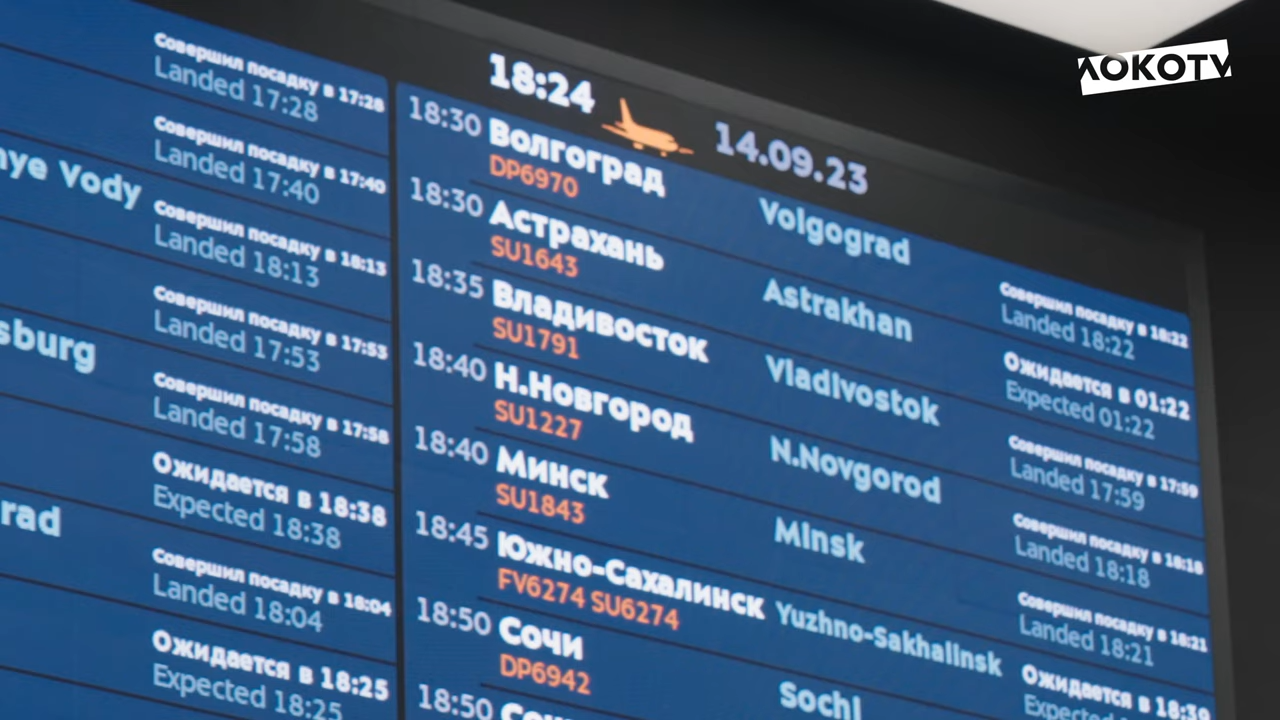 ЛОКОTV
18:24
14.09.23
Совершил посадку в 17:28
Landed 17:28
Совершил посадку в 17:40
Landed 17:40
nye Vody
Совершил посадку в 18:13
Landed 18:13
Совершил посадку в 17:53
Landed 17:53
sburg
Совершил посадку в 17:58
Landed 17:58
Ожидается в 18:38
Expected 18:38
rad
Совершил посадку в 18:04
Landed 18:04
Ожидается в 18:25
Expected 18:25
18:30 Волгоград Volgograd Совершил посадку в 18:22
DP6970 Landed 18:22
18:30 Астрахань Astrakhan Ожидается в 01:22
SU1643 Expected 01:22
18:35 Владивосток Vladivostok Совершил посадку в 17:59
SU1791 Landed 17:59
18:40 Н.Новгород N.Novgorod Совершил посадку в 18:18
SU1227 Landed 18:18
18:40 Минск Minsk Совершил посадку в 18:21
SU1843 Landed 18:21
18:45 Южно-Сахалинск Yuzhno-Sakhalinsk Ожидается в 18:39
FV6274 SU6274
18:50 Сочи Sochi
DP6942
18:50